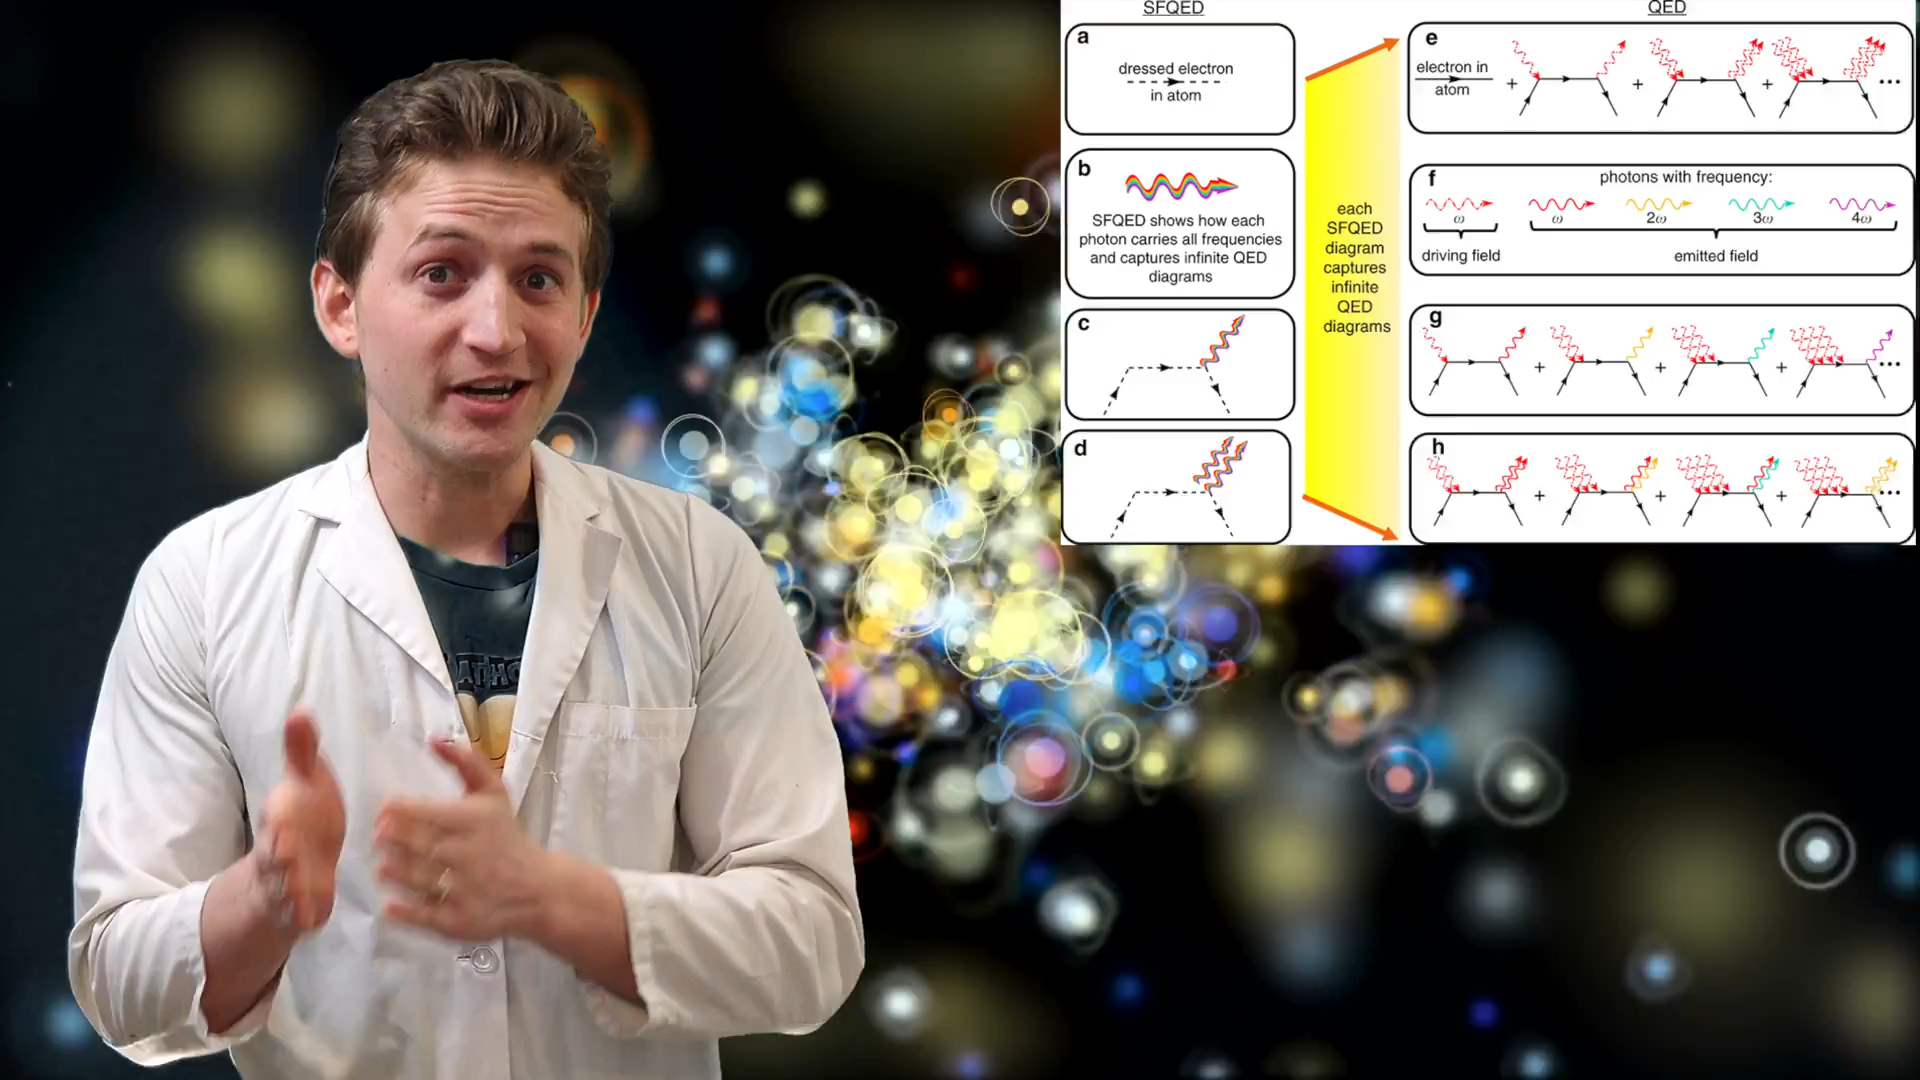 SFQED
a
dressed electron
in atom
b
SFQED shows how each
photon carries all frequencies
and captures infinite QED
diagrams
c
d
each
SFQED
diagram
captures
infinite
QED
diagrams
QED
e
electron in
atom
+ + + ...
f
photons with frequency:
ω ω 2ω 3ω 4ω
driving field emitted field
g
+ + + ...
h
+ + + ...